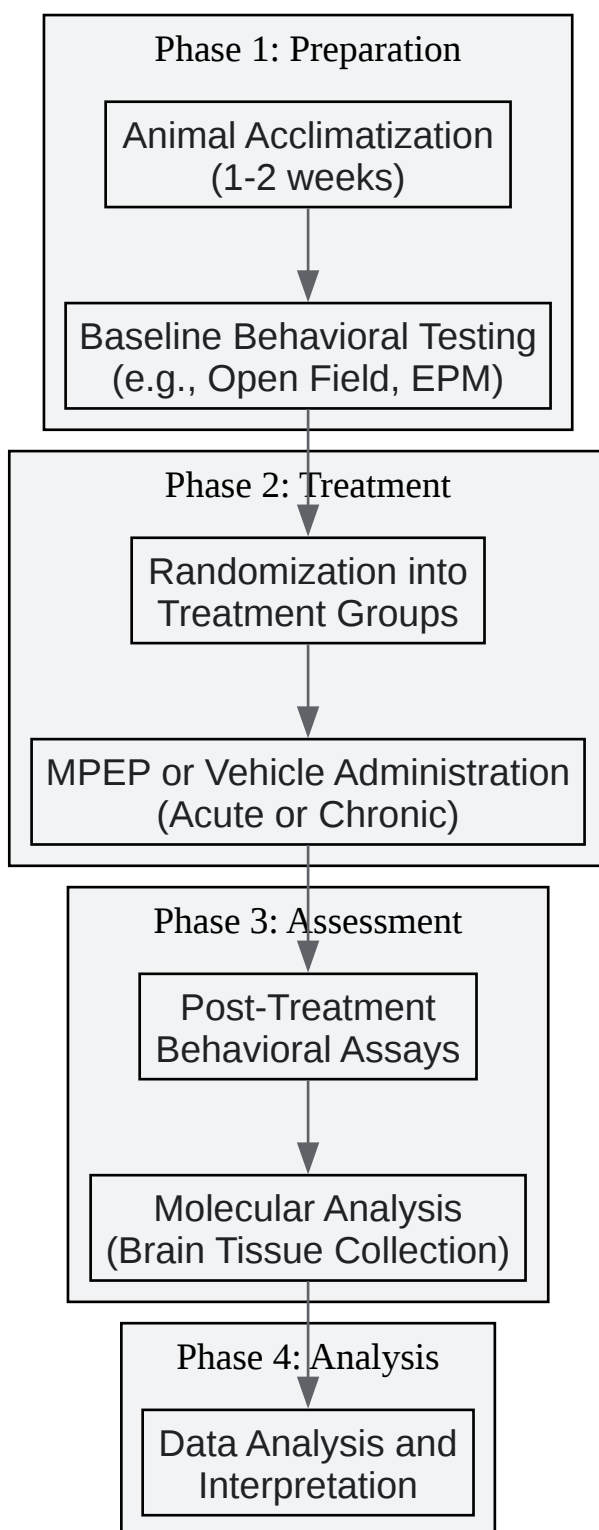 Phase 1: Preparation
Animal Acclimatization
(1-2 weeks)
Baseline Behavioral Testing
(e.g., Open Field, EPM)
Phase 2: Treatment
Randomization into
Treatment Groups
MPEP or Vehicle Administration
(Acute or Chronic)
Phase 3: Assessment
Post-Treatment
Behavioral Assays
Molecular Analysis
(Brain Tissue Collection)
Phase 4: Analysis
Data Analysis and
Interpretation